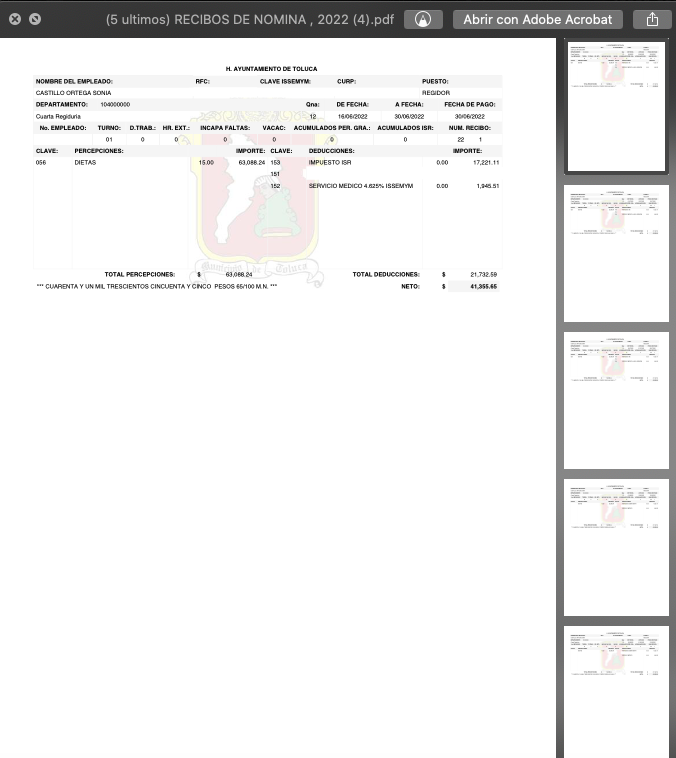 (5 ultimos) RECIBOS DE NOMINA , 2022 (4).pdf
Abrir con Adobe Acrobat
H. AYUNTAMIENTO DE TOLUCA
NOMBRE DEL EMPLEADO: RFC: CLAVE ISSEMYM: CURP: PUESTO:
CASTILLO ORTEGA SONIA REGIDOR
DEPARTAMENTO: 104000000 Qna: DE FECHA: A FECHA: FECHA DE PAGO:
Cuarta Regiduria 12 16/06/2022 30/06/2022 30/06/2022
No. EMPLEADO: TURNO: D.TRAB.: HR. EXT.: INCAPA FALTAS: VACAC: ACUMULADOS PER. GRA.: ACUMULADOS ISR: NUM. RECIBO:
01 0 0 0 0 0 0 22 1
CLAVE: PERCEPCIONES: IMPORTE: CLAVE: DEDUCCIONES: IMPORTE:
056 DIETAS 15.00 63,088.24 153 IMPUESTO ISR 0.00 17,221.11
151
152 SERVICIO MEDICO 4.625% ISSEMYM 0.00 1,945.51
Municipio de Toluca
TOTAL PERCEPCIONES: $ 63,088.24 TOTAL DEDUCCIONES: $ 21,732.59
*** CUARENTA Y UN MIL TRESCIENTOS CINCUENTA Y CINCO PESOS 65/100 M.N. *** NETO: $ 41,355.65